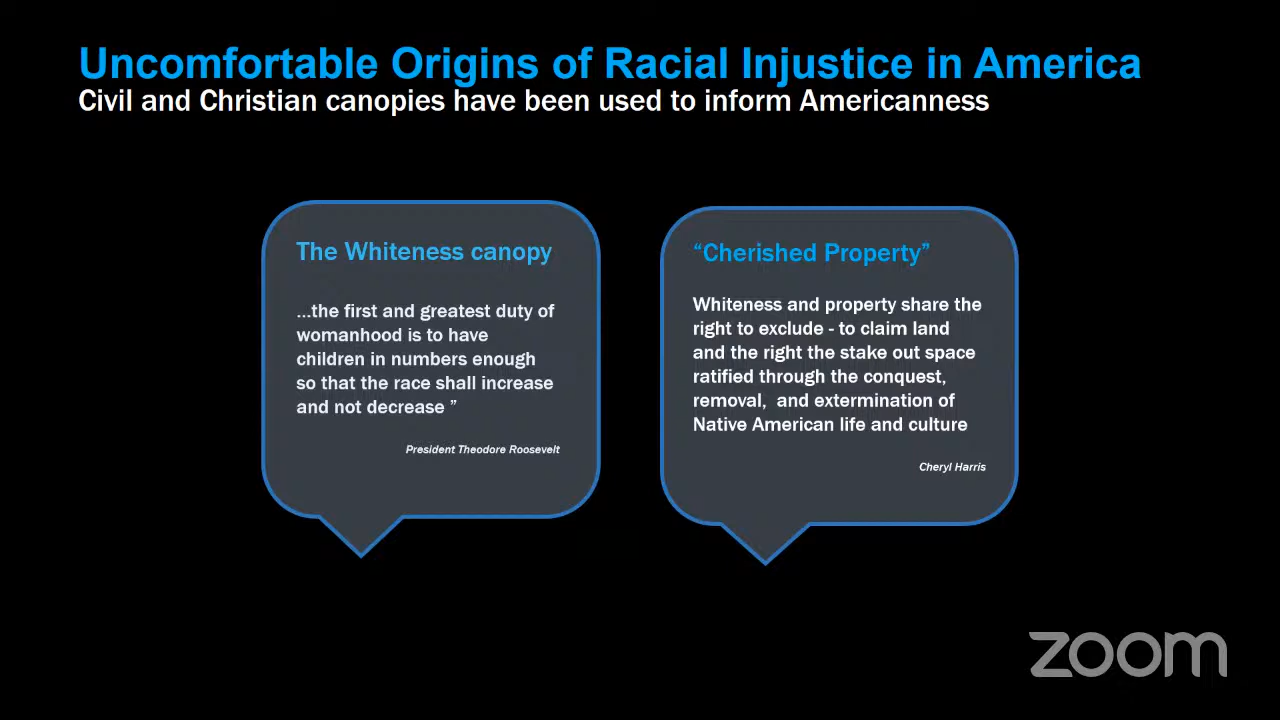 Uncomfortable Origins of Racial Injustice in America
Civil and Christian canopies have been used to inform Americanness
The Whiteness canopy
...the first and greatest duty of
womanhood is to have
children in numbers enough
so that the race shall increase
and not decrease ”
President Theodore Roosevelt
“Cherished Property”
Whiteness and property share the
right to exclude - to claim land
and the right the stake out space
ratified through the conquest,
removal,  and extermination of
Native American life and culture
Cheryl Harris
zoom